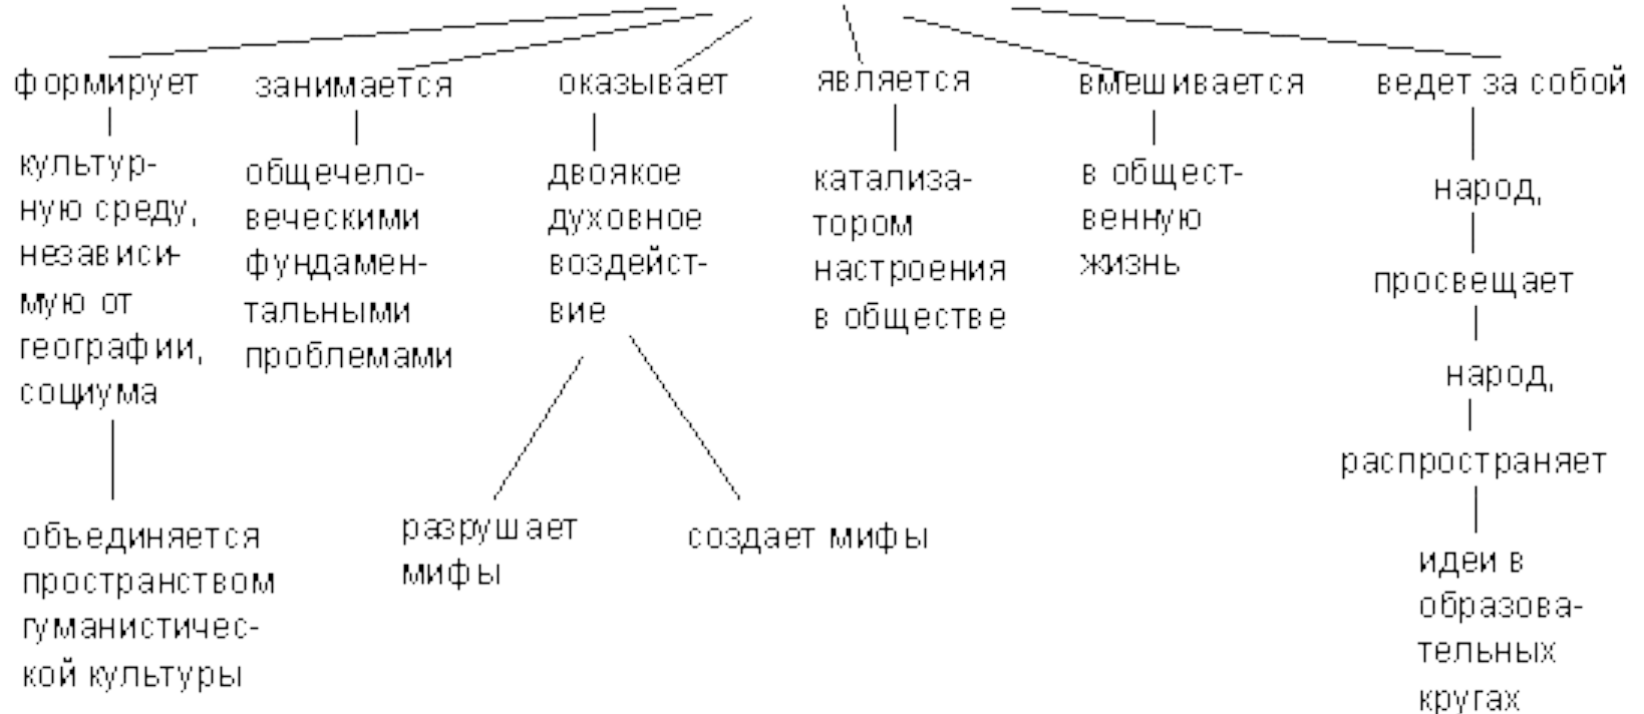 формирует
культур-
ную среду,
независи-
мую от
географии,
социума
объединяется
пространством
гуманистичес-
кой культуры
занимается
общечело-
веческими
фундамен-
тальными
проблемами
оказывает
двоякое
духовное
воздейст-
вие
разрушает
мифы
создает мифы
является
катализа-
тором
настроения
в обществе
вмешивается
в общест-
венную
жизнь
ведет за собой
народ,
просвещает
народ,
распространяет
идеи в
образова-
тельных
кругах